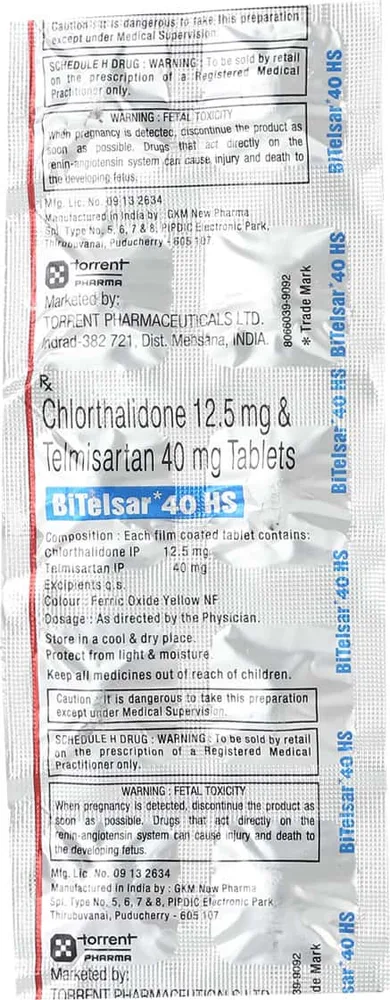 Caution : It is dangerous to take this preparation
except under Medical Supervision.
SCHEDULE H DRUG : WARNING : To be sold by retail
on the prescription of a Registered Medical
Practitioner only.
WARNING : FETAL TOXICITY
When pregnancy is detected, discontinue the product as
soon as possible. Drugs that act directly on the
renin-angiotensin system can cause injury and death to
the developing fetus.
Mfg. Lic. No. 09 13 2634
Manufactured in India by : GKM New Pharma
Spl. Type No. 5, 6, 7 & 8, PIPDIC Electronic Park,
Thirubuvanai, Puducherry - 605 107
torrent
PHARMA
Marketed by:
TORRENT PHARMACEUTICALS LTD.
Indrad-382 721, Dist. Mehsana, INDIA.
8066039-9092
* Trade Mark
Rx
Chlorthalidone 12.5 mg &
Telmisartan 40 mg Tablets
BiTelsar* 40 HS
Composition : Each film coated tablet contains:
Chlorthalidone IP 12.5 mg
Telmisartan IP 40 mg
Excipients q.s.
Colour : Ferric Oxide Yellow NF
Dosage : As directed by the Physician.
Store in a cool & dry place.
Protect from light & moisture.
Keep all medicines out of reach of children.
Caution : It is dangerous to take this preparation
except under Medical Supervision.
SCHEDULE H DRUG : WARNING : To be sold by retail
on the prescription of a Registered Medical
Practitioner only.
WARNING : FETAL TOXICITY
When pregnancy is detected, discontinue the product as
soon as possible. Drugs that act directly on the
renin-angiotensin system can cause injury and death to
the developing fetus.
Mfg. Lic. No. 09 13 2634
Manufactured in India by : GKM New Pharma
Spl. Type No. 5, 6, 7 & 8, PIPDIC Electronic Park,
Thirubuvanai, Puducherry - 605 107
torrent
PHARMA
Marketed by:
TORRENT PHARMACEUTICALS LTD
39-9092
de Mark
BiTelsar* 40 HS
BiTelsar* 40 HS
BiTelsar* 40 HS
BiTelsar* 40 HS
BiTelsar* 40 HS
sar* 40 HS